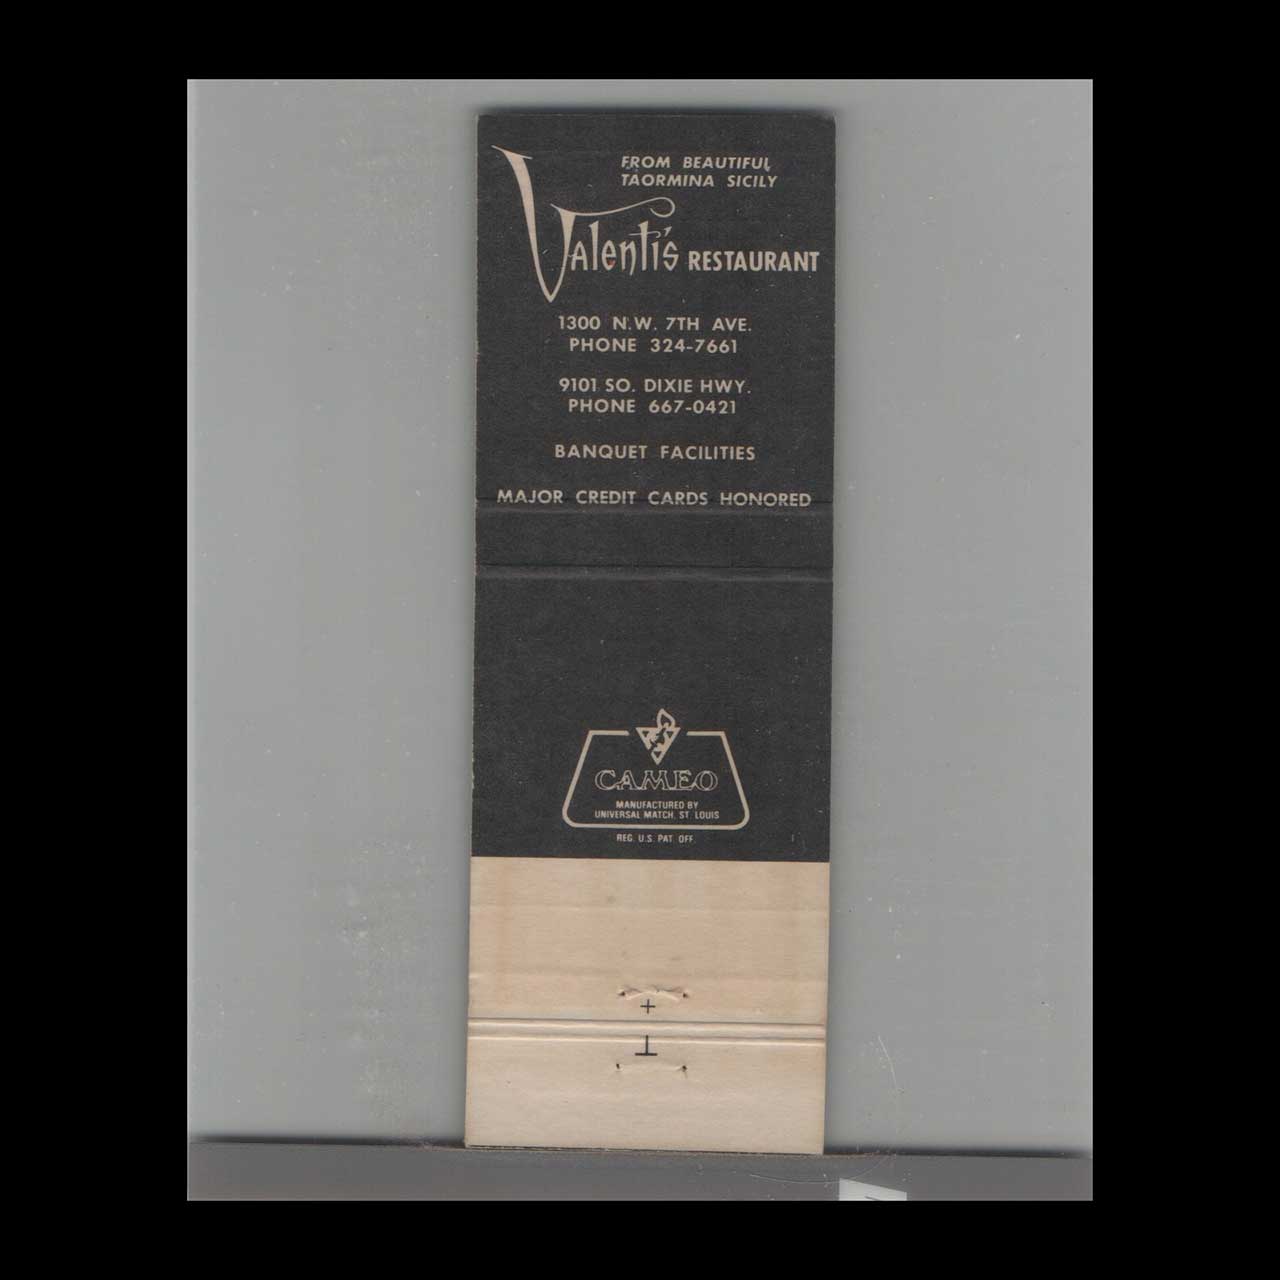 FROM BEAUTIFUL
TAORMINA SICILY
Valenti's RESTAURANT
1300 N.W. 7TH AVE.
PHONE 324-7661
9101 SO. DIXIE HWY.
PHONE 667-0421
BANQUET FACILITIES
MAJOR CREDIT CARDS HONORED
CAMEO
MANUFACTURED BY
UNIVERSAL MATCH, ST. LOUIS
REG. U.S. PAT. OFF.